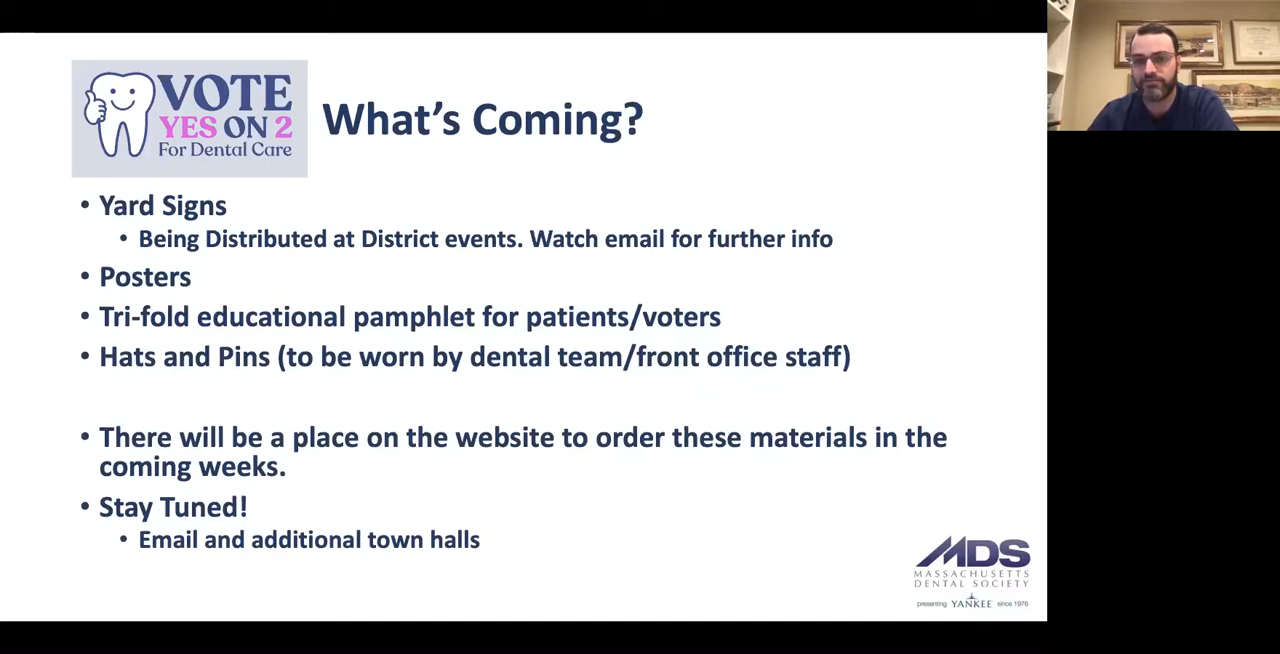 VOTE
YES ON 2
For Dental Care
What's Coming?
• Yard Signs
• Being Distributed at District events. Watch email for further info
• Posters
• Tri-fold educational pamphlet for patients/voters
• Hats and Pins (to be worn by dental team/front office staff)
• There will be a place on the website to order these materials in the
coming weeks.
• Stay Tuned!
• Email and additional town halls
MDS
MASSACHUSETTS
DENTAL SOCIETY
presenting YANKEE since 1976